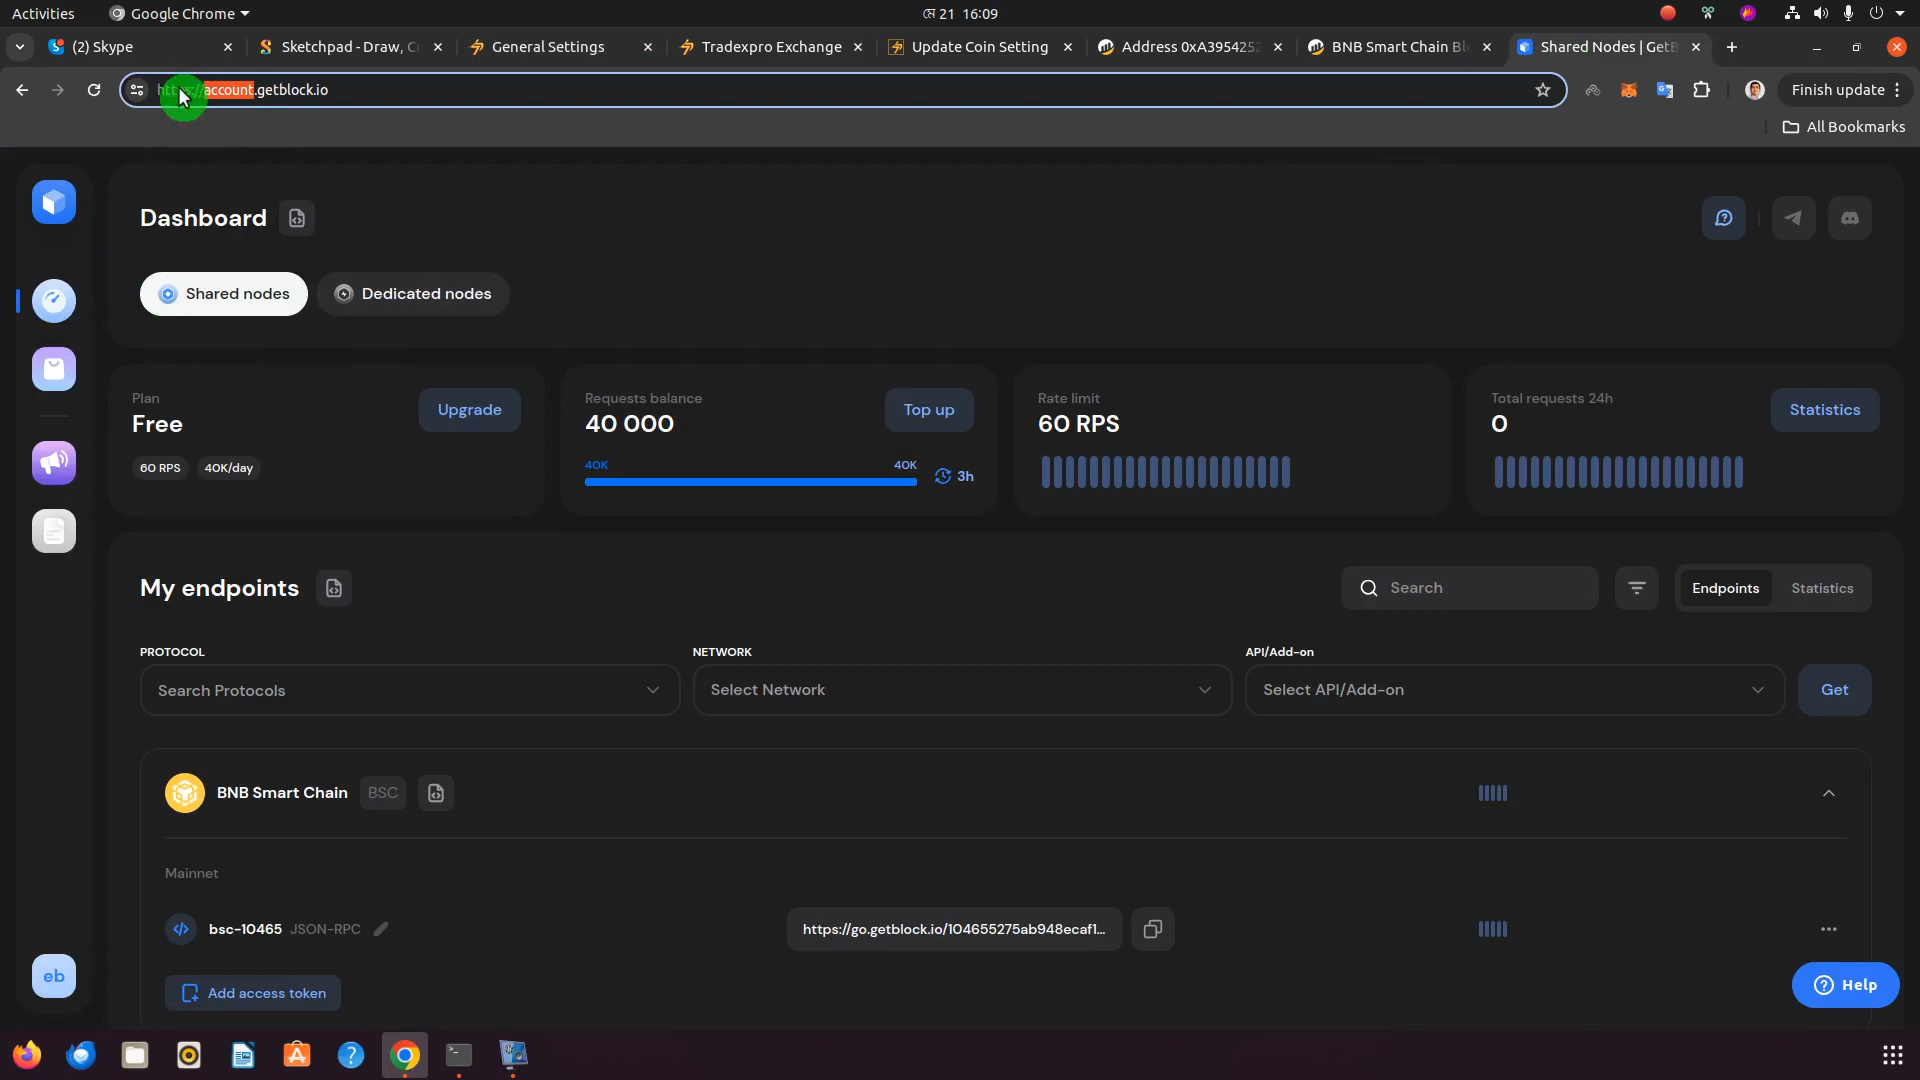 Activities
Google Chrome
মে 21 16:09
(2) Skype
Sketchpad - Draw, Cr
General Settings
Tradexpro Exchange
Update Coin Setting
Address 0xA395425
BNB Smart Chain Bl
Shared Nodes | GetB
https://account.getblock.io
Finish update
All Bookmarks
Dashboard
Shared nodes
Dedicated nodes
Plan
Free
Upgrade
60 RPS
40K/day
Requests balance
40 000
Top up
40K
40K
3h
Rate limit
60 RPS
Total requests 24h
0
Statistics
My endpoints
Search
Endpoints
Statistics
PROTOCOL
NETWORK
API/Add-on
Search Protocols
Select Network
Select API/Add-on
Get
BNB Smart Chain
BSC
Mainnet
bsc-10465 JSON-RPC
https://go.getblock.io/104655275ab948ecaf1...
Add access token
eb
Help